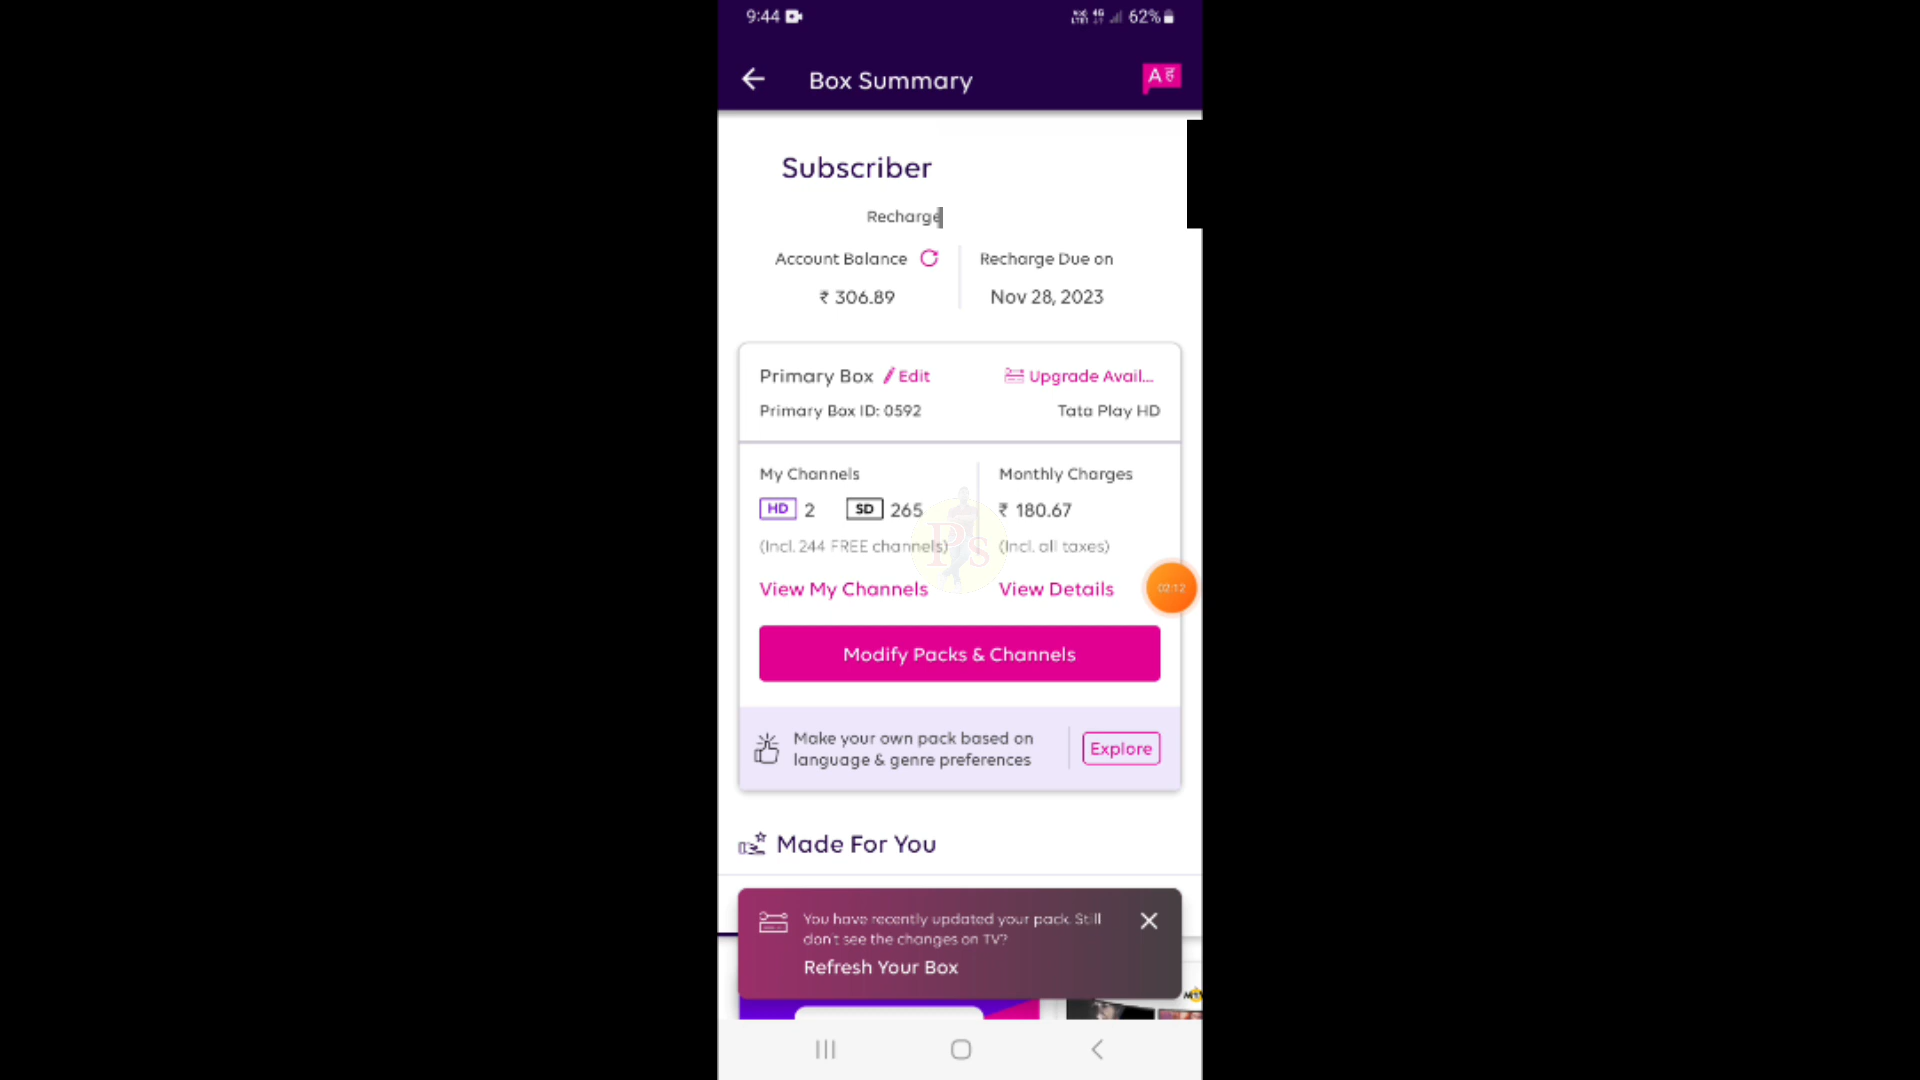 9:44 62%
Box Summary
A ह
Subscriber
Recharge
Account Balance Recharge Due on
₹ 306.89 Nov 28, 2023
Primary Box Edit Upgrade Avail...
Primary Box ID: 0592 Tata Play HD
My Channels Monthly Charges
HD 2 SD 265 ₹ 180.67
(Incl. 244 FREE channels) (Incl. all taxes)
Ps
View My Channels View Details
02:12
Modify Packs & Channels
Make your own pack based on
language & genre preferences
Explore
Made For You
You have recently updated your pack. Still
don't see the changes on TV?
Refresh Your Box